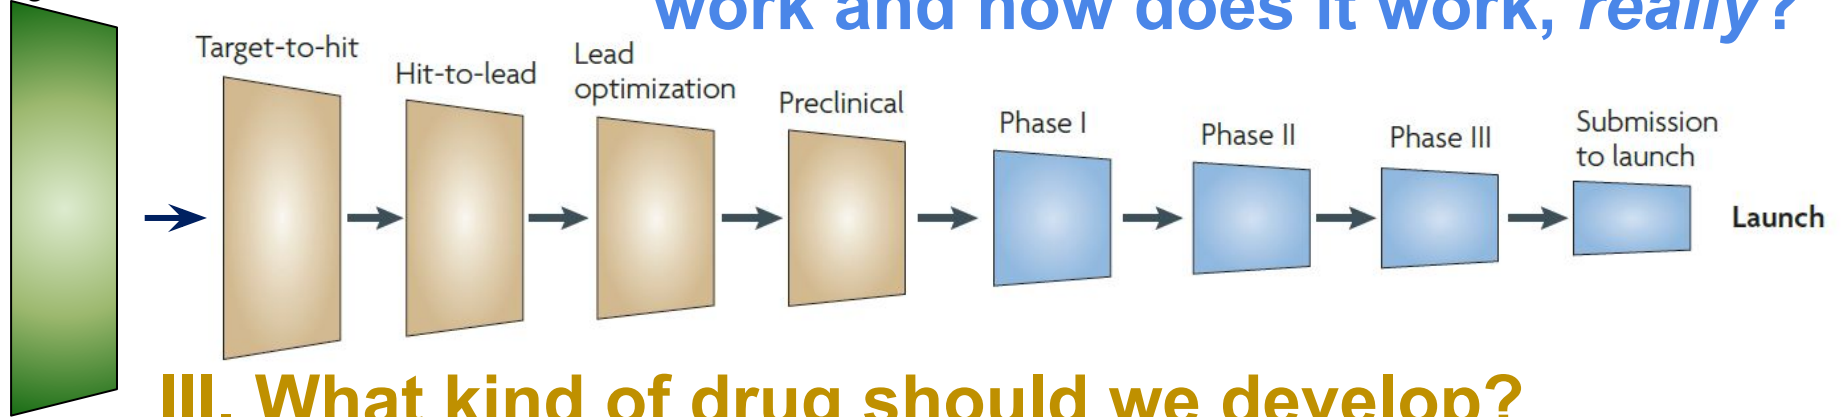 work and how does it work, really?
Target-to-hit
Hit-to-lead
Lead
optimization
Preclinical
Phase I
Phase II
Phase III
Submission
to launch
Launch
III. What kind of drug should we develop?